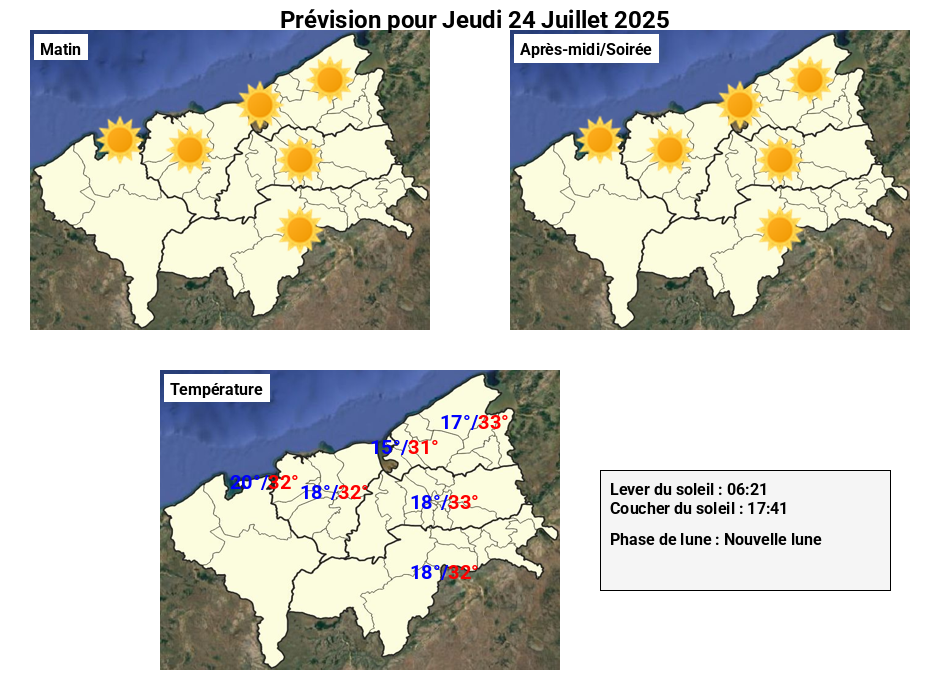 Prévision pour Jeudi 24 Juillet 2025
Matin
Après-midi/Soirée
Température
17°/33°
15°/31°
20°/32°
18°/32°
18°/33°
18°/32°
Lever du soleil : 06:21
Coucher du soleil : 17:41
Phase de lune : Nouvelle lune